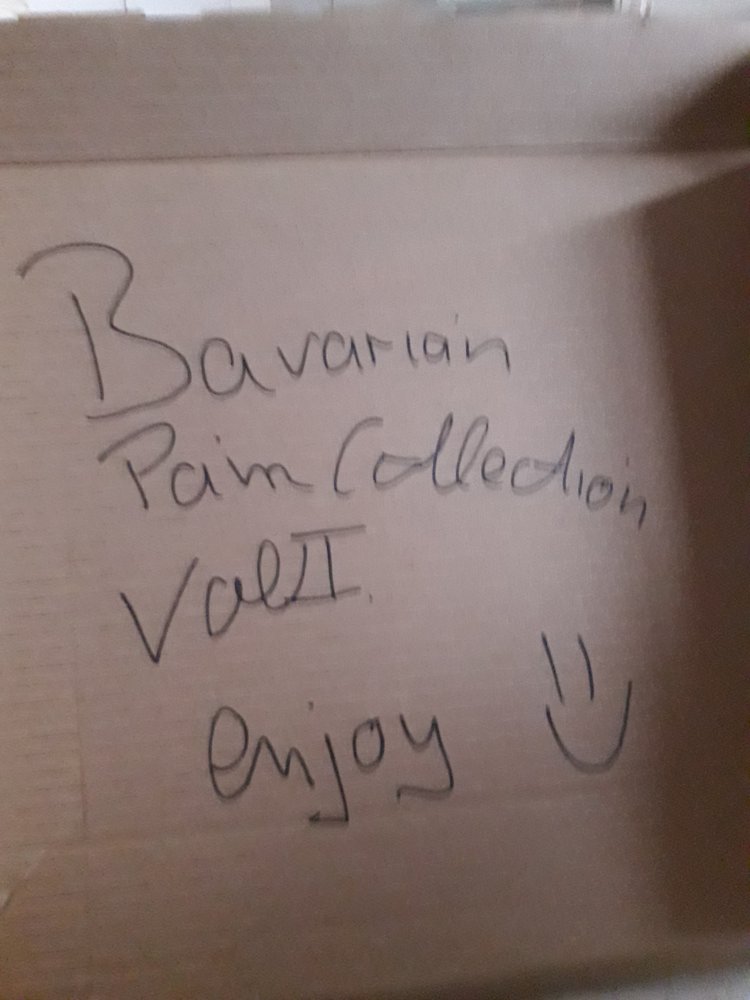 Bavarian
Pain Collection
Vol II.
enjoy